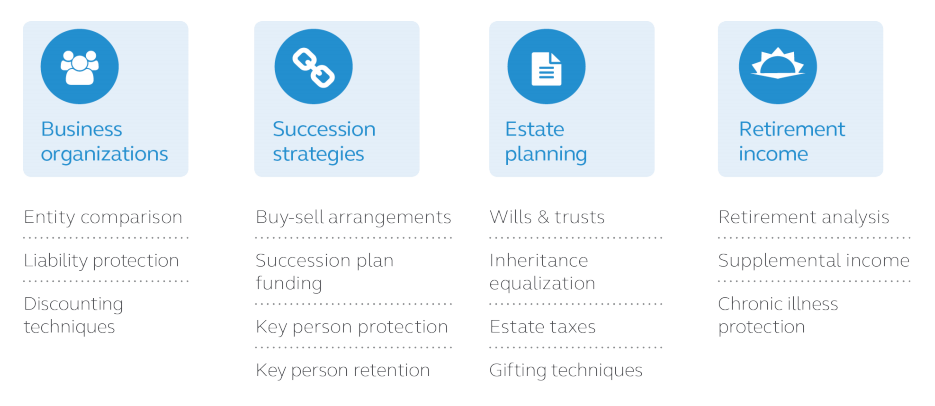 Business
organizations
Entity comparison
Liability protection
Discounting
techniques
Succession
strategies
Buy-sell arrangements
Succession plan
funding
Key person protection
Key person retention
Estate
planning
Wills & trusts
Inheritance
equalization
Estate taxes
Gifting techniques
Retirement
income
Retirement analysis
Supplemental income
Chronic illness
protection